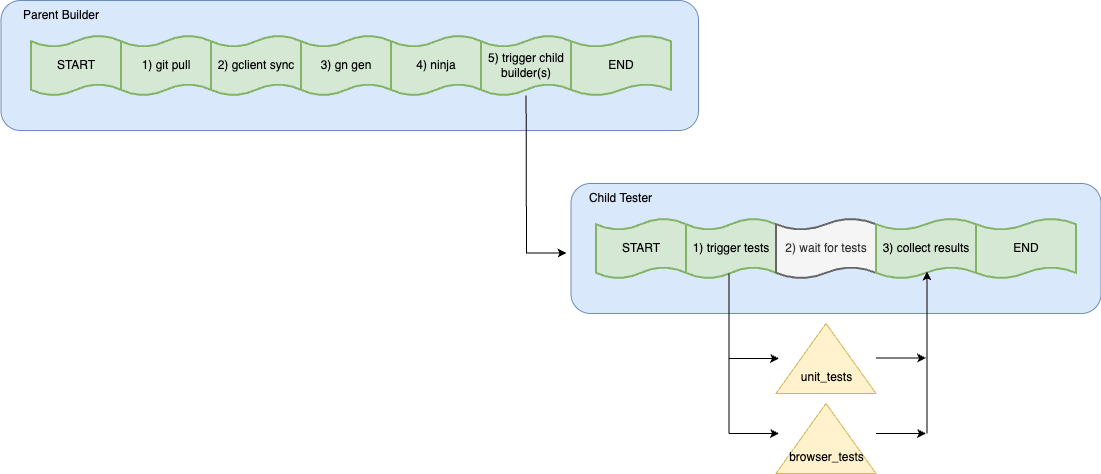 Parent Builder
START
1) git pull
2) gclient sync
3) gn gen
4) ninja
5) trigger child
builder(s)
END
Child Tester
START
1) trigger tests
2) wait for tests
3) collect results
END
unit_tests
browser_tests